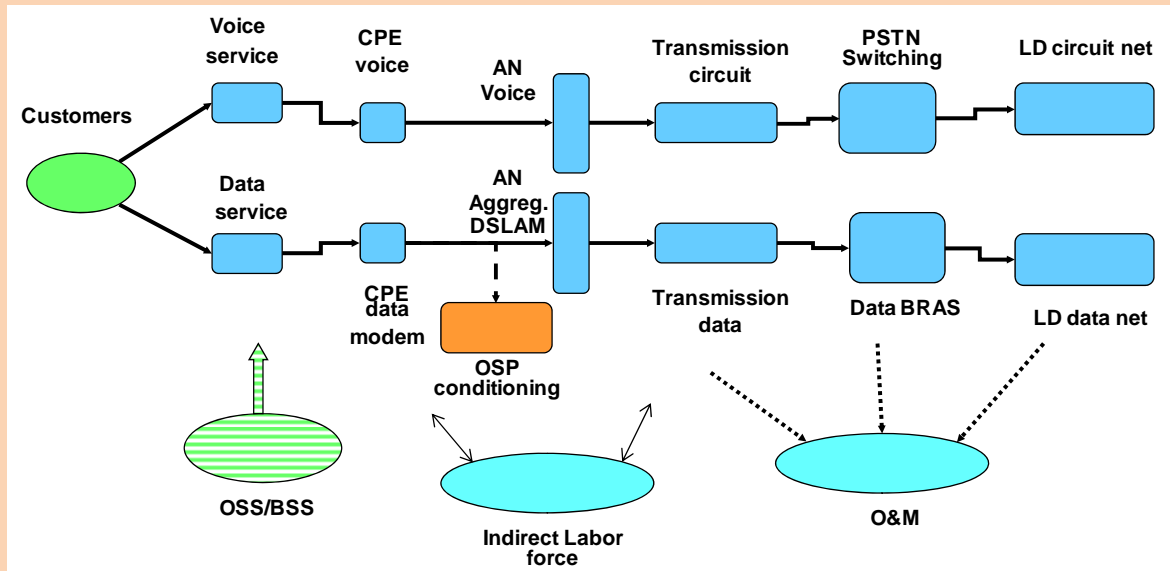 Voice
service
CPE
voice
AN
Voice
Transmission
circuit
PSTN
Switching
LD circuit net
Customers
Data
service
AN
Aggreg.
DSLAM
CPE
data
modem
OSP
conditioning
Transmission
data
Data BRAS
LD data net
OSS/BSS
Indirect Labor
force
O&M